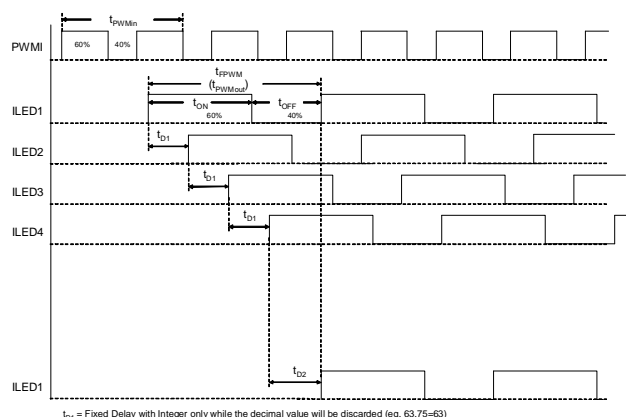 tPWMin
PWMI
60%
40%
tFPWM
(tPWMout)
ILED1
tON
60%
tOFF
40%
tD1
ILED2
tD1
ILED3
tD1
ILED4
tD2
ILED1
tD1 = Fixed Delay with Integer only while the decimal value will be discarded (eg. 63.75=63)